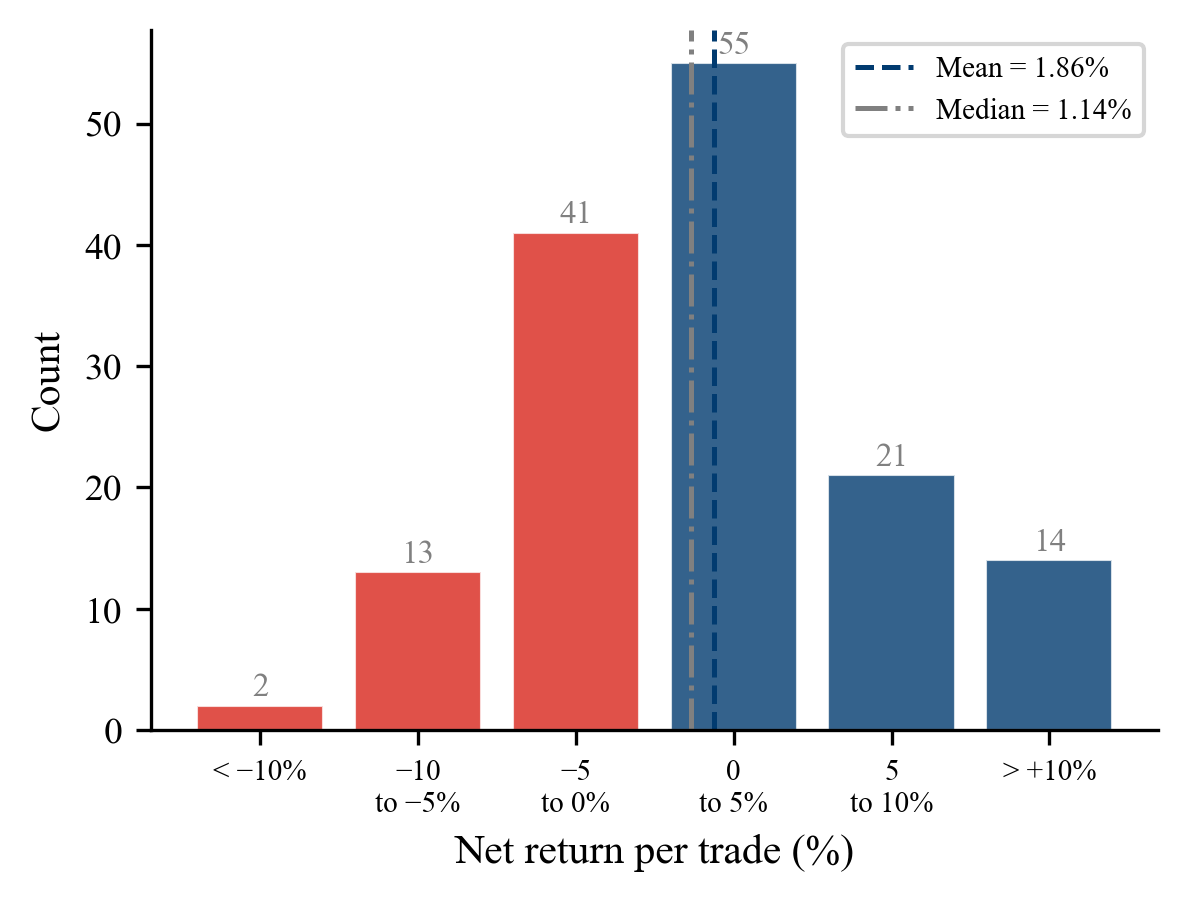 55
Mean = 1.86%
Median = 1.14%
50
41
40
30
Count
21
20
14
13
10
2
0
< −10%
−10
to −5%
−5
to 0%
0
to 5%
5
to 10%
> +10%
Net return per trade (%)